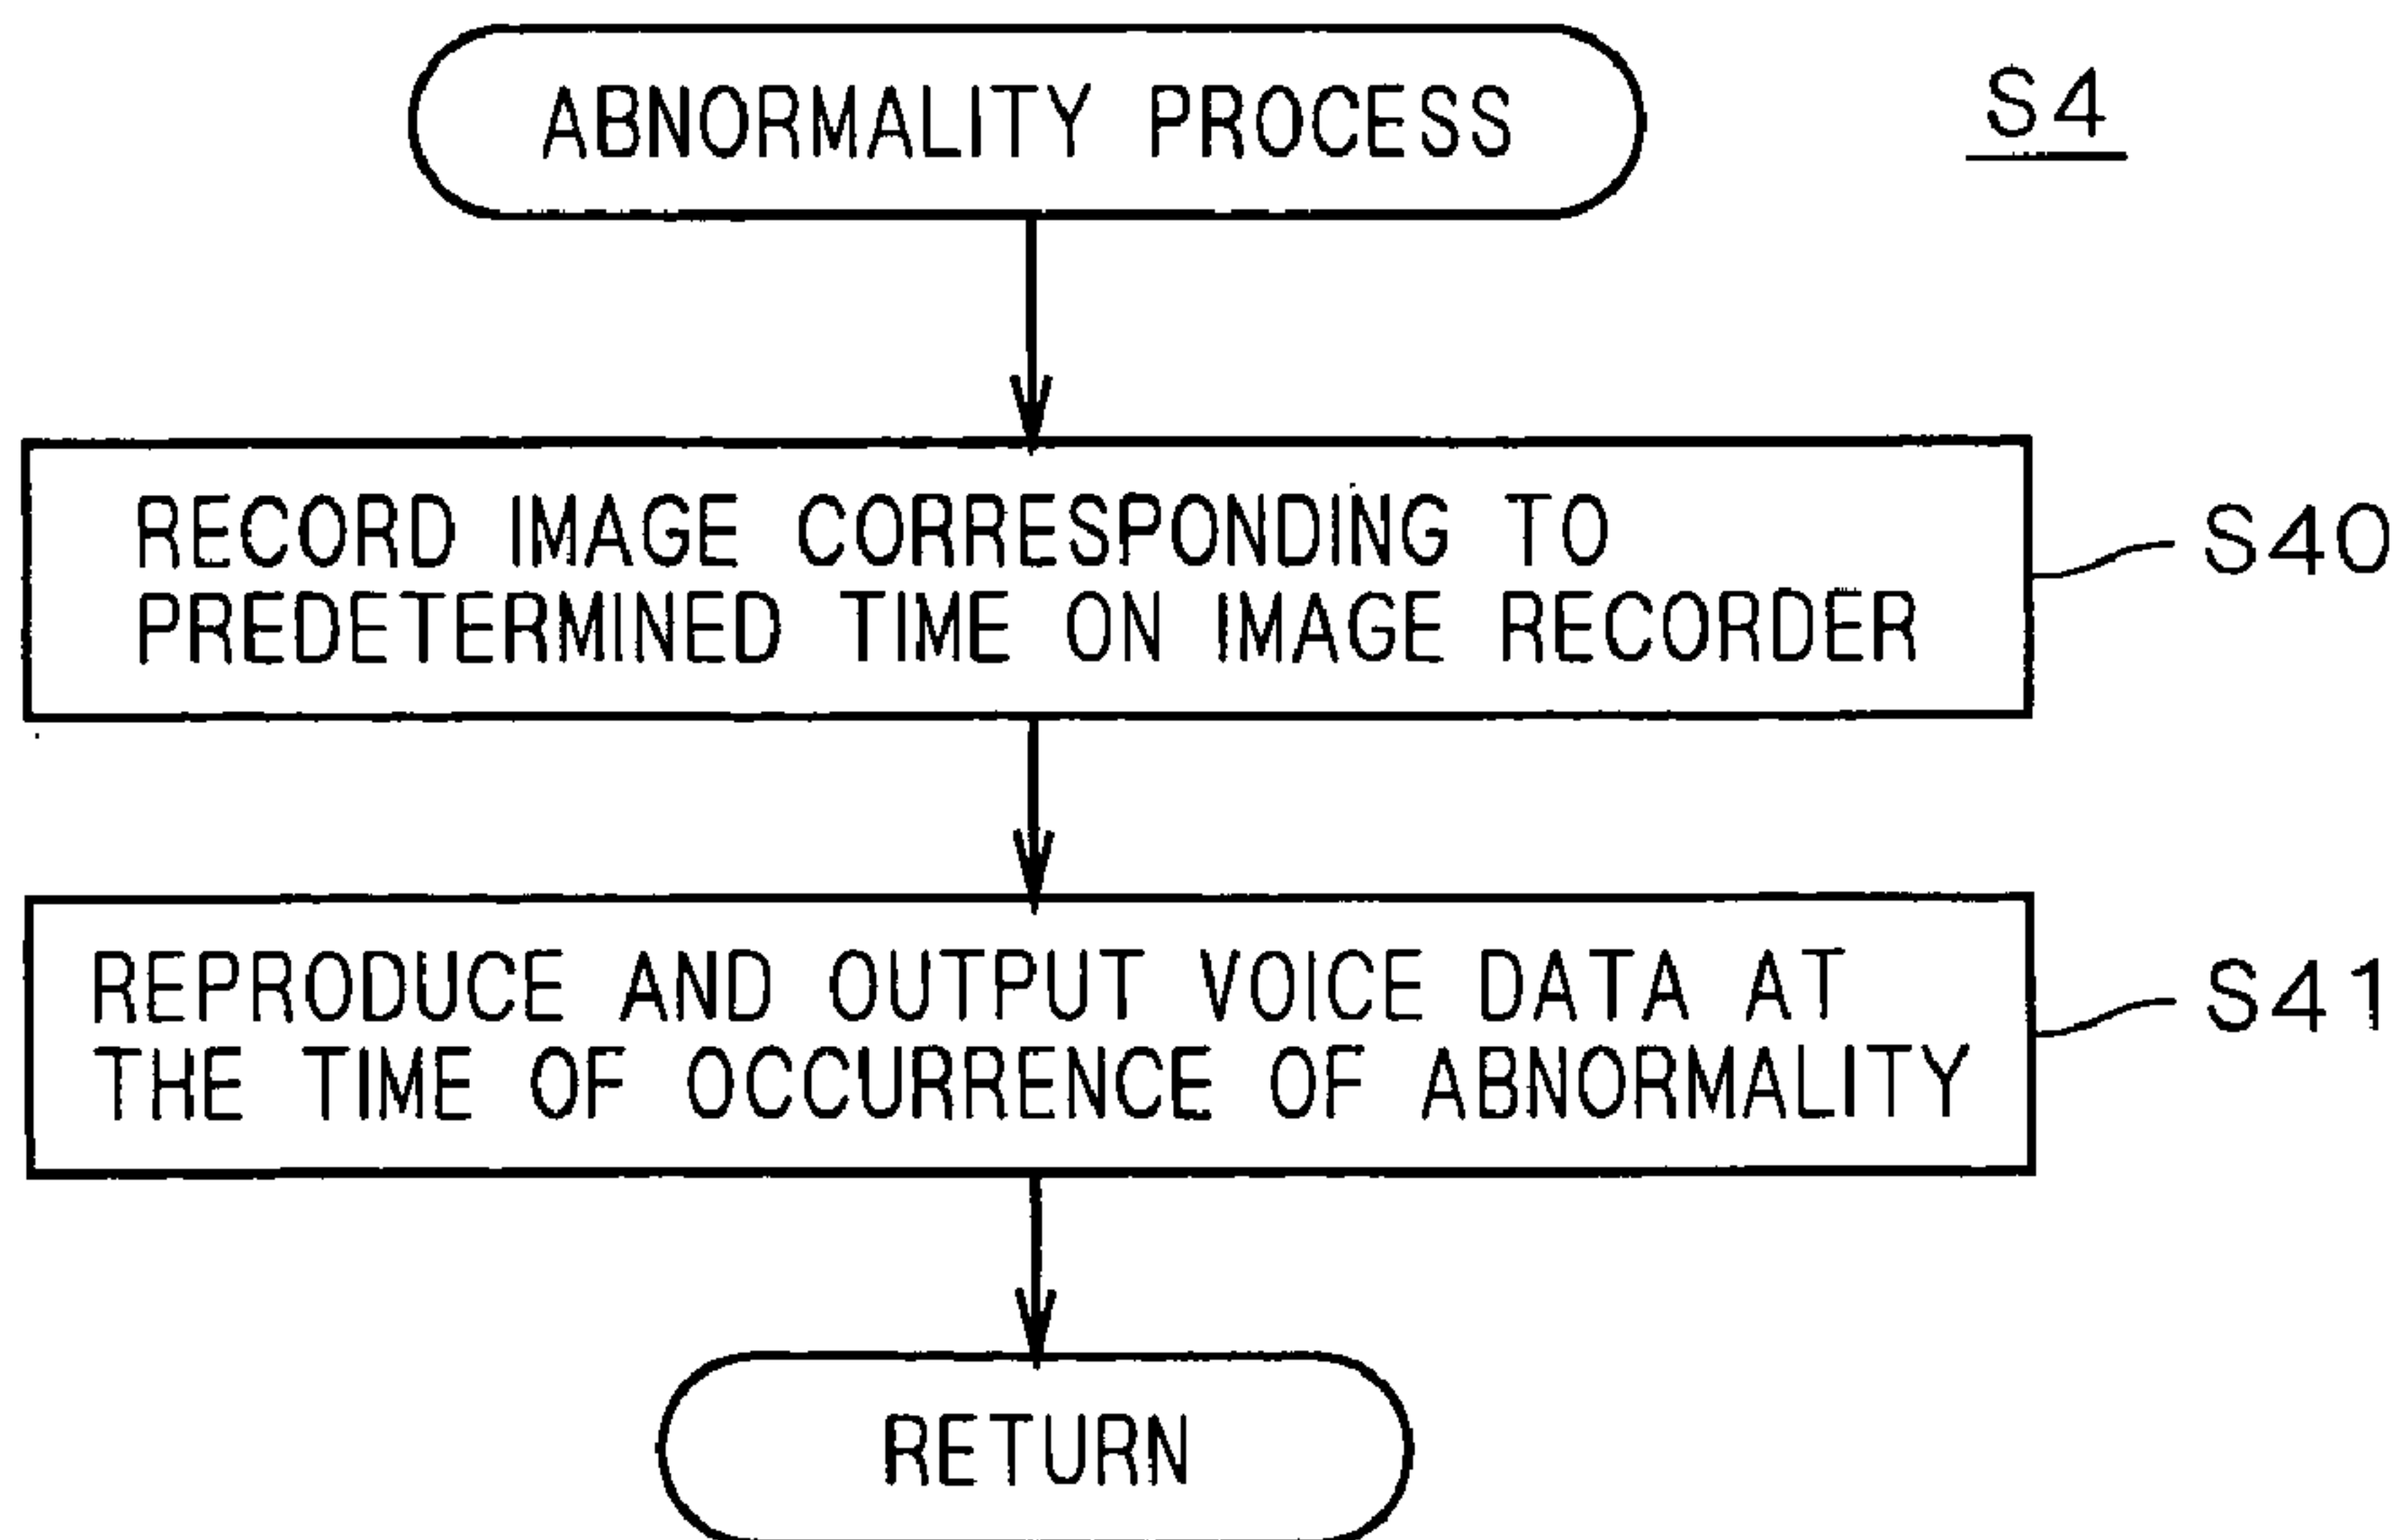 ABNORMALITY PROCESS
S4
RECORD IMAGE CORRESPONDING TO
PREDETERMINED TIME ON IMAGE RECORDER
S40
REPRODUCE AND OUTPUT VOICE DATA AT
THE TIME OF OCCURRENCE OF ABNORMALITY
S41
RETURN